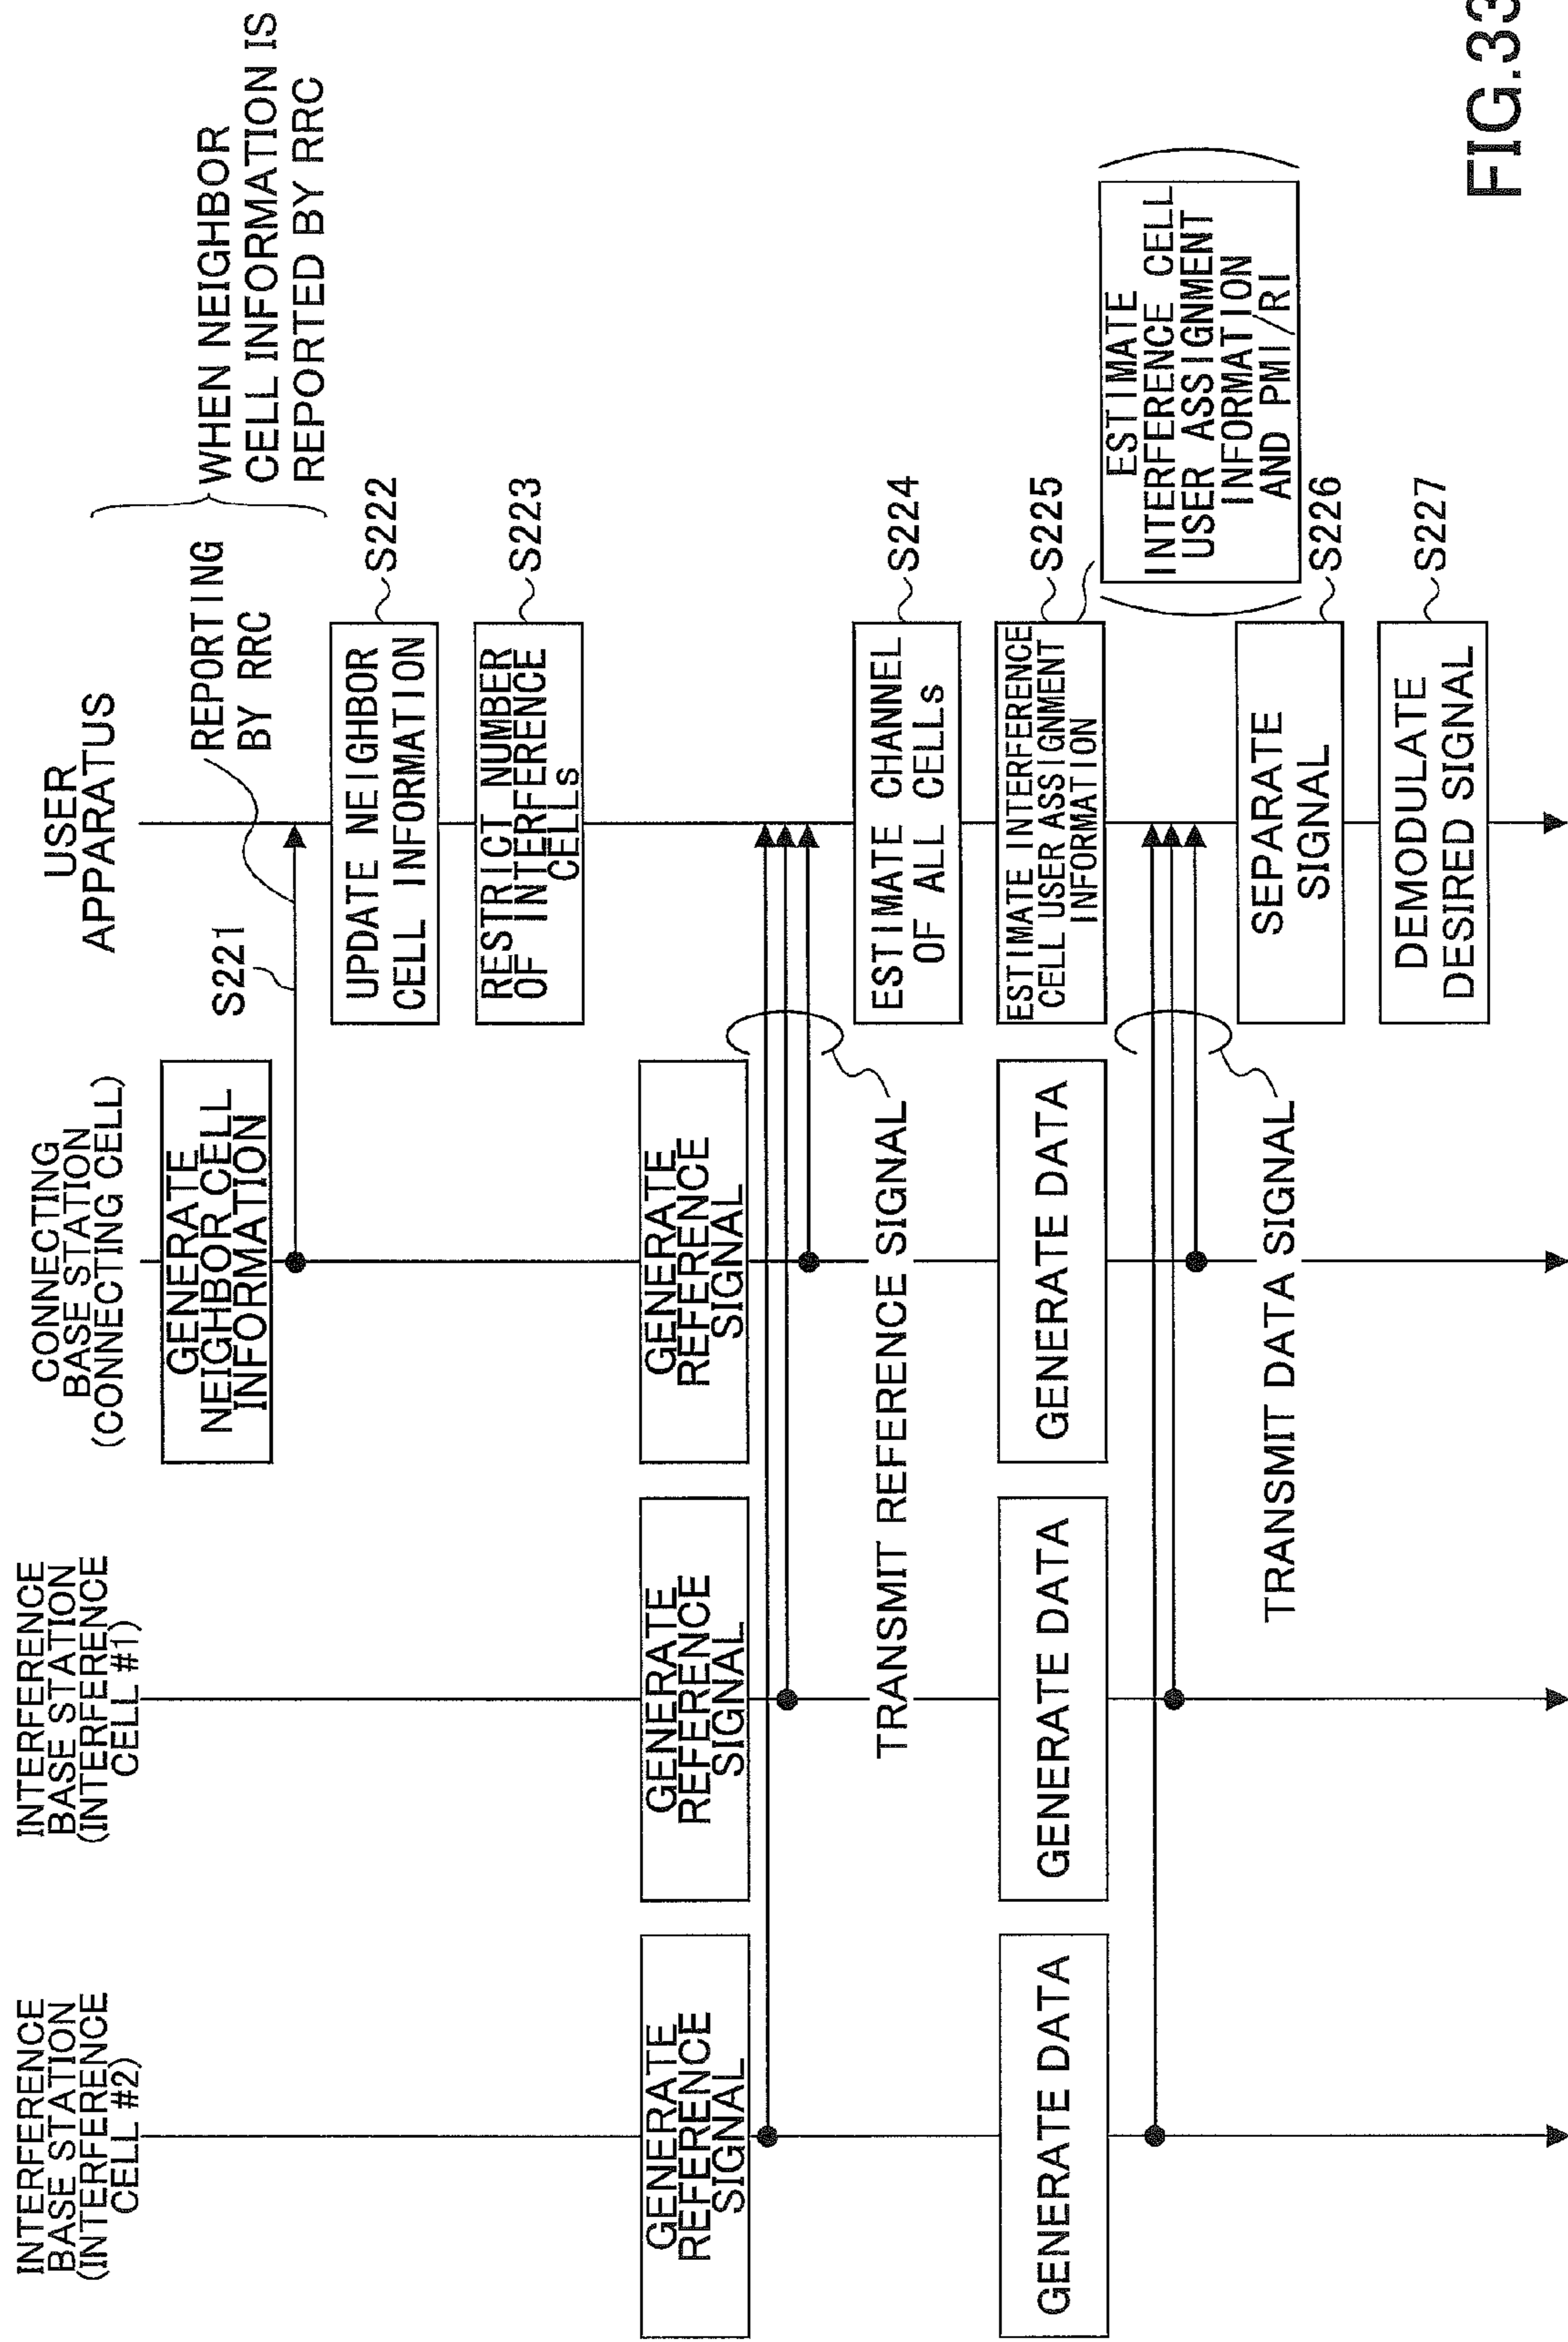 INTERFERENCE
BASE STATION
(INTERFERENCE
CELL #2)
INTERFERENCE
BASE STATION
(INTERFERENCE
CELL #1)
CONNECTING
BASE STATION
(CONNECTING CELL)
USER
APPARATUS
GENERATE
NEIGHBOR CELL
INFORMATION
S221
REPORTING
BY RRC
WHEN NEIGHBOR
CELL INFORMATION IS
REPORTED BY RRC
UPDATE NEIGHBOR
CELL INFORMATION
S222
RESTRICT NUMBER
OF INTERFERENCE
CELLs
S223
GENERATE
REFERENCE
SIGNAL
GENERATE
REFERENCE
SIGNAL
GENERATE
REFERENCE
SIGNAL
TRANSMIT REFERENCE SIGNAL
ESTIMATE CHANNEL
OF ALL CELLs
S224
GENERATE DATA
GENERATE DATA
GENERATE DATA
ESTIMATE INTERFERENCE
CELL USER ASSIGNMENT
INFORMATION
S225
ESTIMATE
INTERFERENCE CELL
USER ASSIGNMENT
INFORMATION
AND PMI/RI
TRANSMIT DATA SIGNAL
SEPARATE
SIGNAL
S226
DEMODULATE
DESIRED SIGNAL
S227
FIG.33